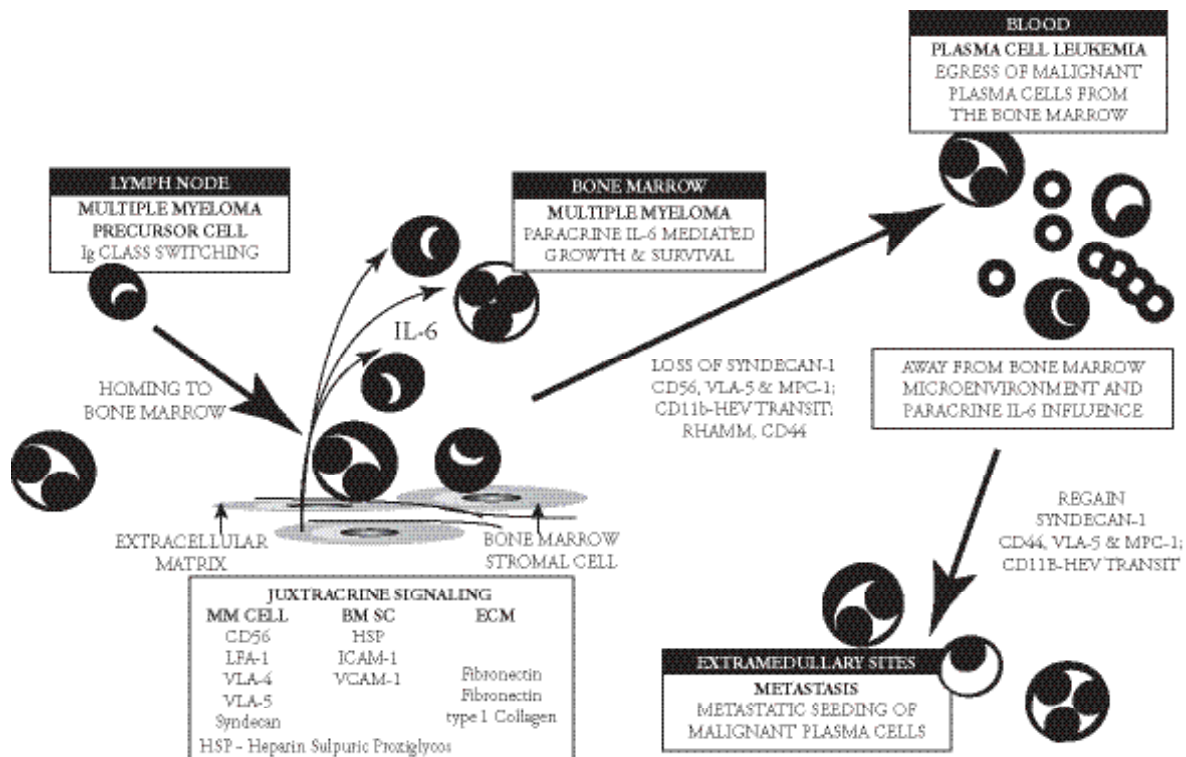 BLOOD
PLASMA CELL LEUKEMIA
EGRESS OF MALIGNANT
PLASMA CELLS FROM
THE BONE MARROW
LYMPH NODE
MULTIPLE MYELOMA
PRECURSOR CELL
Ig CLASS SWITCHING
BONE MARROW
MULTIPLE MYELOMA
PARACRINE IL-6 MEDIATED
GROWTH & SURVIVAL
IL-6
HOMING TO
BONE MARROW
LOSS OF SYNDECAN-1
CD56, VLA-5 & MPC-1;
CD11b-HEV TRANSIT:
RHAMM, CD44
AWAY FROM BONE MARROW
MICROENVIRONMENT AND
PARACRINE IL-6 INFLUENCE
REGAIN
SYNDECAN-1
CD44, VLA-5 & MPC-1;
CD11B-HEV TRANSIT
EXTRACELLULAR
MATRIX
BONE MARROW
STROMAL CELL
JUXTACRINE SIGNALING
MM CELL BM SC ECM
CD56 HSP
LFA-1 ICAM-1
VLA-4 VCAM-1 Fibronectin
VLA-5 Fibronectin
Syndecan type 1 Collagen
HSP - Heparin Sulpuric
EXTRAMEDULLARY SITES
METASTASIS
METASTATIC SEEDING OF
MALIGNANT PLASMA CELLS